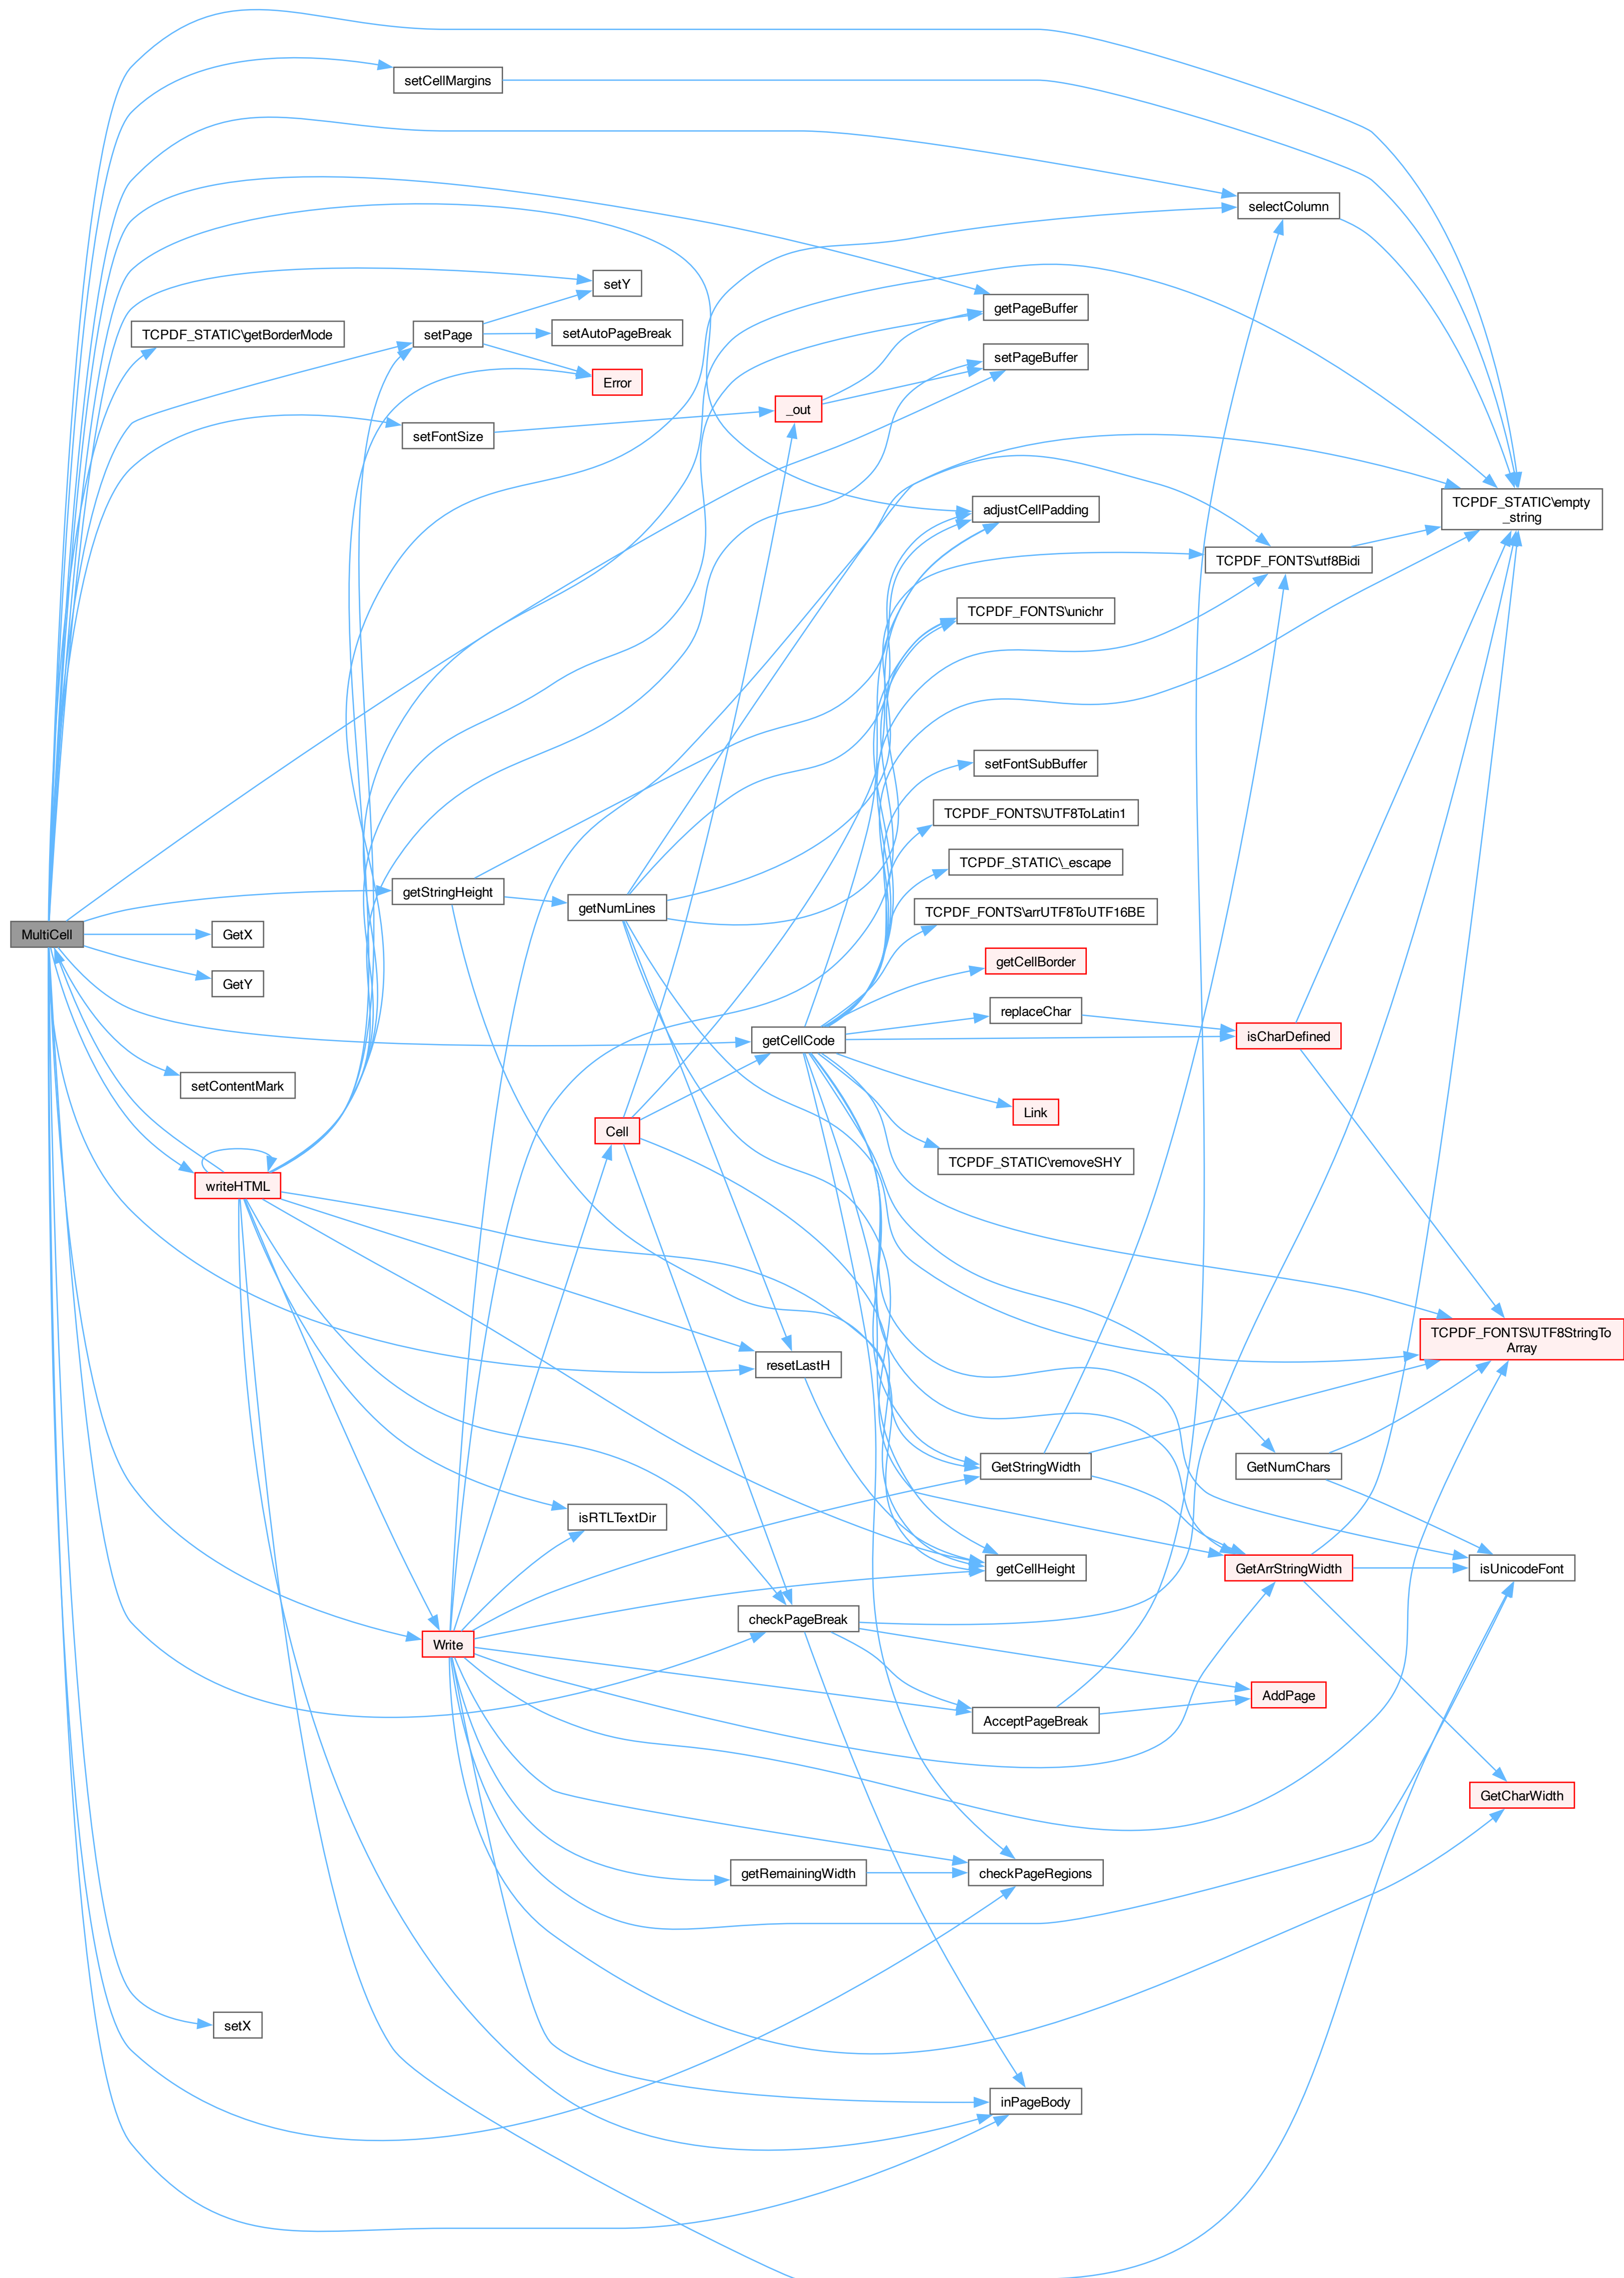 setCellMargins
selectColumn
setY
getPageBuffer
TCPDF_STATIC\getBorderMode
setPage
setAutoPageBreak
setPageBuffer
Error
_out
setFontSize
TCPDF_STATIC\empty
_string
adjustCellPadding
TCPDF_FONTS\utf8Bidi
TCPDF_FONTS\unichr
setFontSubBuffer
TCPDF_FONTS\UTF8ToLatin1
TCPDF_STATIC\_escape
getStringHeight
getNumLines
TCPDF_FONTS\arrUTF8ToUTF16BE
MultiCell
GetX
getCellBorder
GetY
replaceChar
isCharDefined
getCellCode
setContentMark
Link
Cell
TCPDF_STATIC\removeSHY
writeHTML
TCPDF_FONTS\UTF8StringTo
Array
resetLastH
GetStringWidth
GetNumChars
isRTLTextDir
getCellHeight
GetArrStringWidth
isUnicodeFont
checkPageBreak
Write
AddPage
AcceptPageBreak
GetCharWidth
getRemainingWidth
checkPageRegions
setX
inPageBody